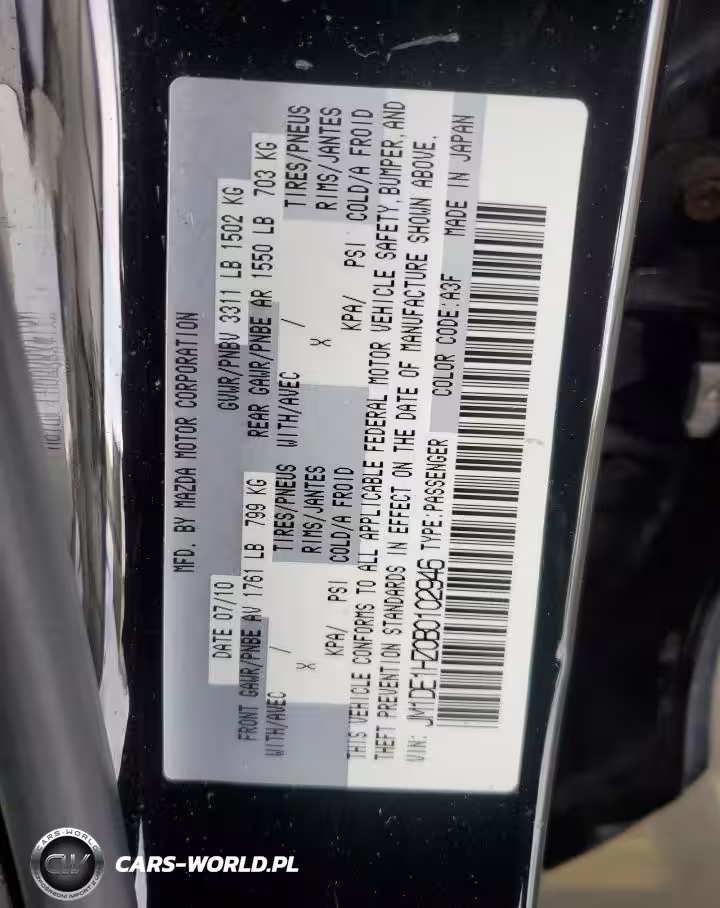 MFD. BY MAZDA MOTOR CORPORATION
DATE 07/10 GVWR/PNBV 3311 LB 1502 KG
FRONT GAWR/PNBE AV 1761 LB 799 KG REAR GAWR/PNBE AR 1550 LB 703 KG
WITH/AVEC / TIRES/PNEUS WITH/AVEC / TIRES/PNEUS
X RIMS/JANTES X RIMS/JANTES
KPA/ PSI COLD/A FROID KPA/ PSI COLD/A FROID
THIS VEHICLE CONFORMS TO ALL APPLICABLE FEDERAL MOTOR VEHICLE SAFETY, BUMPER, AND
THEFT PREVENTION STANDARDS IN EFFECT ON THE DATE OF MANUFACTURE SHOWN ABOVE.
VIN: JM1DE1HZ0B0102946 TYPE:PASSENGER COLOR CODE:A3F MADE IN JAPAN
CARS-WORLD
CW
CARS-WORLD.PL